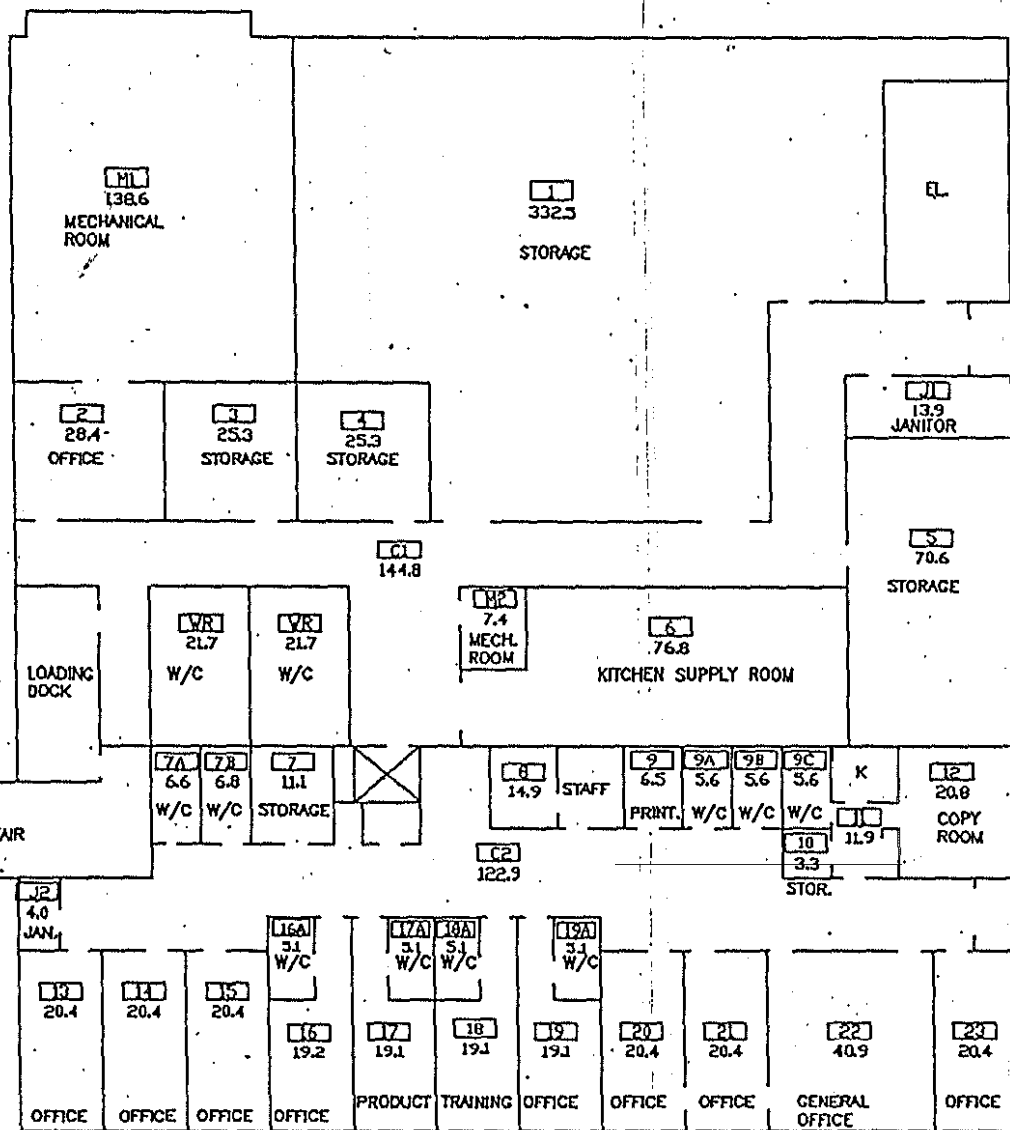 M1
138.6
MECHANICAL
ROOM
1
332.5
STORAGE
EL.
2
28.4
OFFICE
3
25.3
STORAGE
4
25.3
STORAGE
J1
13.9
JANITOR
C1
144.8
5
70.6
STORAGE
LOADING
DOCK
WR
21.7
W/C
WR
21.7
W/C
M2
7.4
MECH.
ROOM
6
76.8
KITCHEN SUPPLY ROOM
7A
6.6
W/C
7B
6.8
W/C
7
11.1
STORAGE
8
14.9
STAFF
9
6.5
PRINT.
9A
5.6
W/C
9B
5.6
W/C
9C
5.6
W/C
K
11
11.9
12
20.8
COPY
ROOM
10
3.3
STOR.
AIR
C2
122.9
J2
4.0
JAN.
16A
5.1
W/C
17A
5.1
W/C
18A
5.1
W/C
19A
5.1
W/C
13
20.4
OFFICE
14
20.4
OFFICE
15
20.4
OFFICE
16
19.2
OFFICE
17
19.1
PRODUCT
18
19.1
TRAINING
19
19.1
OFFICE
20
20.4
OFFICE
21
20.4
OFFICE
22
40.9
GENERAL
OFFICE
23
20.4
OFFICE